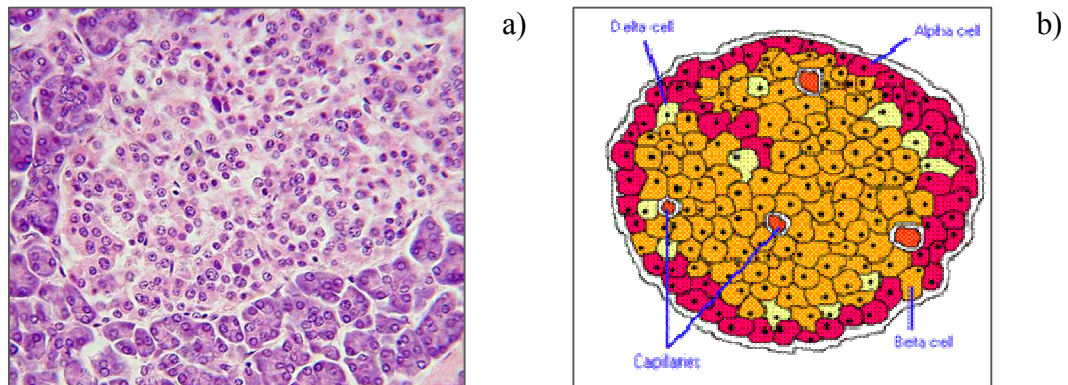 a)
b)
Delta cell
Alpha cell
Beta cell
Capillaries